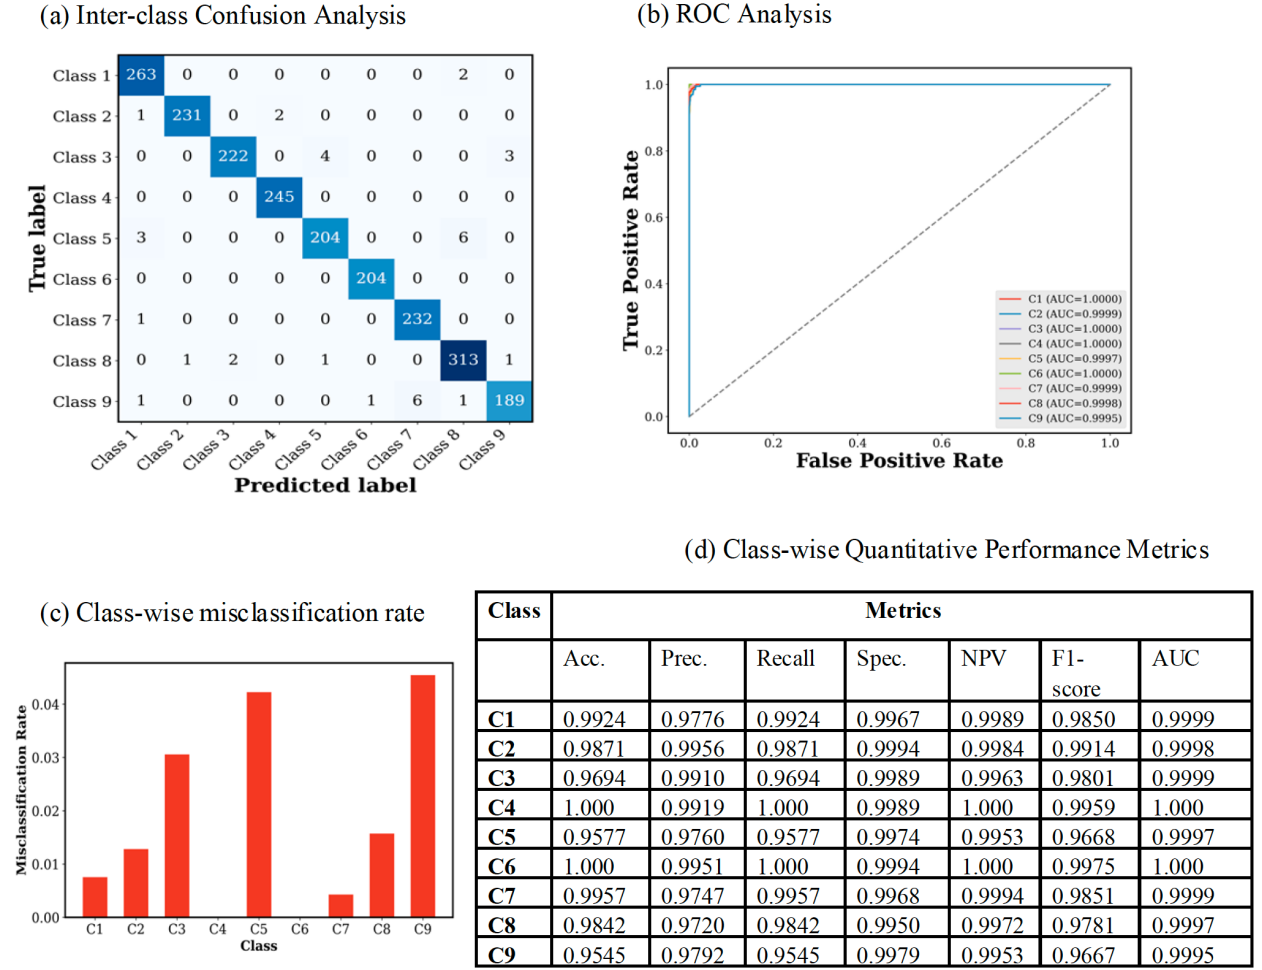 (a) Inter-class Confusion Analysis
True label
Class 1 263 0 0 0 0 0 0 2 0
Class 2 1 231 0 2 0 0 0 0 0
Class 3 0 0 222 0 4 0 0 0 3
Class 4 0 0 0 245 0 0 0 0 0
Class 5 3 0 0 0 204 0 0 6 0
Class 6 0 0 0 0 0 204 0 0 0
Class 7 1 0 0 0 0 0 232 0 0
Class 8 0 1 2 0 1 0 0 313 1
Class 9 1 0 0 0 0 1 6 1 189
Class 1 Class 2 Class 3 Class 4 Class 5 Class 6 Class 7 Class 8 Class 9
Predicted label
(b) ROC Analysis
True Positive Rate
1.0
0.8
0.6
0.4
0.2
0.0
C1 (AUC=1.0000)
C2 (AUC=0.9999)
C3 (AUC=1.0000)
C4 (AUC=1.0000)
C5 (AUC=0.9997)
C6 (AUC=1.0000)
C7 (AUC=0.9999)
C8 (AUC=0.9998)
C9 (AUC=0.9995)
0.0 0.2 0.4 0.6 0.8 1.0
False Positive Rate
(c) Class-wise misclassification rate
Misclassification Rate
0.04
0.03
0.02
0.01
0.00
C1 C2 C3 C4 C5 C6 C7 C8 C9
Class
(d) Class-wise Quantitative Performance Metrics
Class Metrics
Acc. Prec. Recall Spec. NPV F1- AUC
score
C1 0.9924 0.9776 0.9924 0.9967 0.9989 0.9850 0.9999
C2 0.9871 0.9956 0.9871 0.9994 0.9984 0.9914 0.9998
C3 0.9694 0.9910 0.9694 0.9989 0.9963 0.9801 0.9999
C4 1.000 0.9919 1.000 0.9989 1.000 0.9959 1.000
C5 0.9577 0.9760 0.9577 0.9974 0.9953 0.9668 0.9997
C6 1.000 0.9951 1.000 0.9994 1.000 0.9975 1.000
C7 0.9957 0.9747 0.9957 0.9968 0.9994 0.9851 0.9999
C8 0.9842 0.9720 0.9842 0.9950 0.9972 0.9781 0.9997
C9 0.9545 0.9792 0.9545 0.9979 0.9953 0.9667 0.9995